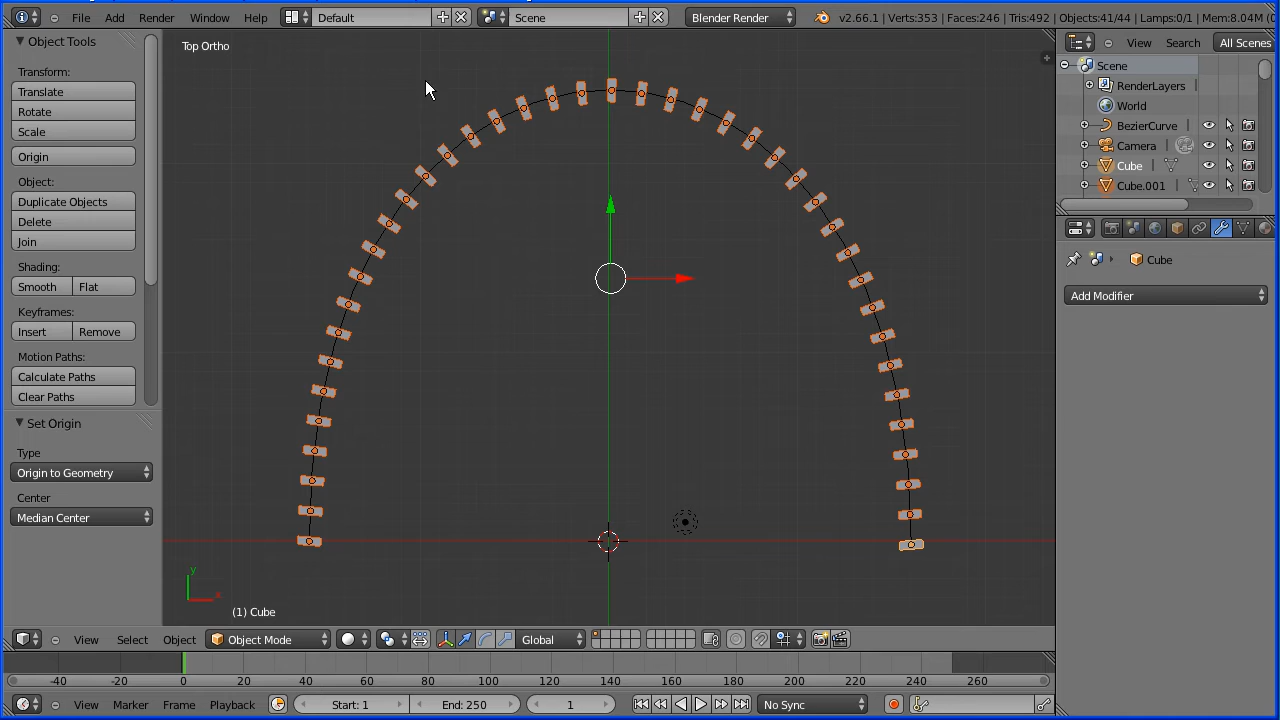 File Add Render Window Help Default Scene Blender Render v2.66.1 | Verts:353 | Faces:246 | Tris:492 | Objects:41/44 | Lamps:0/1 | Mem:8.04M
Object Tools
Transform:
Translate
Rotate
Scale
Origin
Object:
Duplicate Objects
Delete
Join
Shading:
Smooth Flat
Keyframes:
Insert Remove
Motion Paths:
Calculate Paths
Clear Paths
Set Origin
Type
Origin to Geometry
Center
Median Center
Top Ortho
y
x
(1) Cube
View Search All Scenes
Scene
RenderLayers
World
BezierCurve
Camera
Cube
Cube.001
Cube
Add Modifier
View Select Object Object Mode Global
-40 -20 0 20 40 60 80 100 120 140 160 180 200 220 240 260
View Marker Frame Playback Start: 1 End: 250 1 No Sync